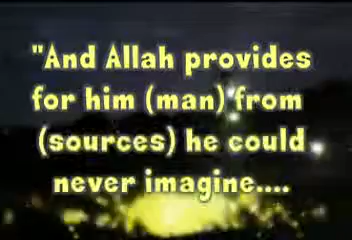 "And Allah provides
for him (man) from
(sources) he could
never imagine....